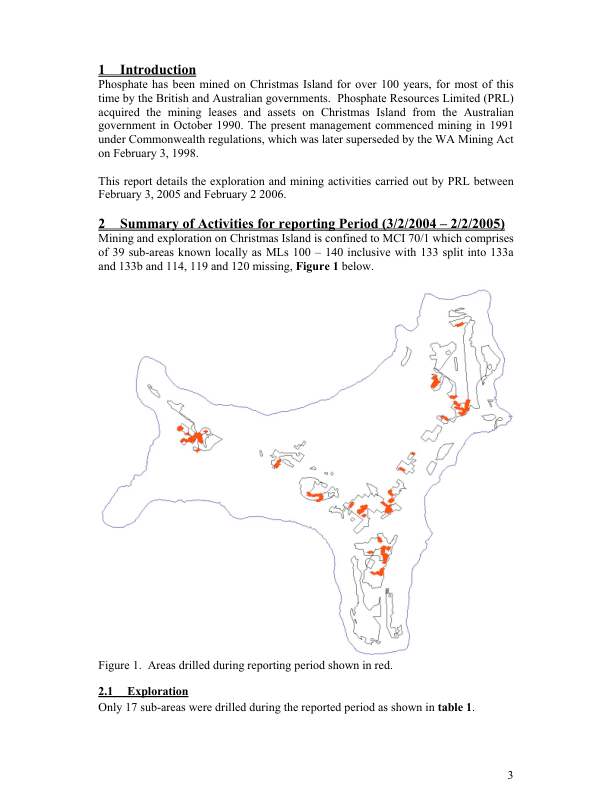 1 Introduction
Phosphate has been mined on Christmas Island for over 100 years, for most of this
time by the British and Australian governments. Phosphate Resources Limited (PRL)
acquired the mining leases and assets on Christmas Island from the Australian
government in October 1990. The present management commenced mining in 1991
under Commonwealth regulations, which was later superseded by the WA Mining Act
on February 3, 1998.
This report details the exploration and mining activities carried out by PRL between
February 3, 2005 and February 2 2006.
2 Summary of Activities for reporting Period (3/2/2004 – 2/2/2005)
Mining and exploration on Christmas Island is confined to MCI 70/1 which comprises
of 39 sub-areas known locally as MLs 100 – 140 inclusive with 133 split into 133a
and 133b and 114, 119 and 120 missing, Figure 1 below.
Figure 1. Areas drilled during reporting period shown in red.
2.1 Exploration
Only 17 sub-areas were drilled during the reported period as shown in table 1.
3